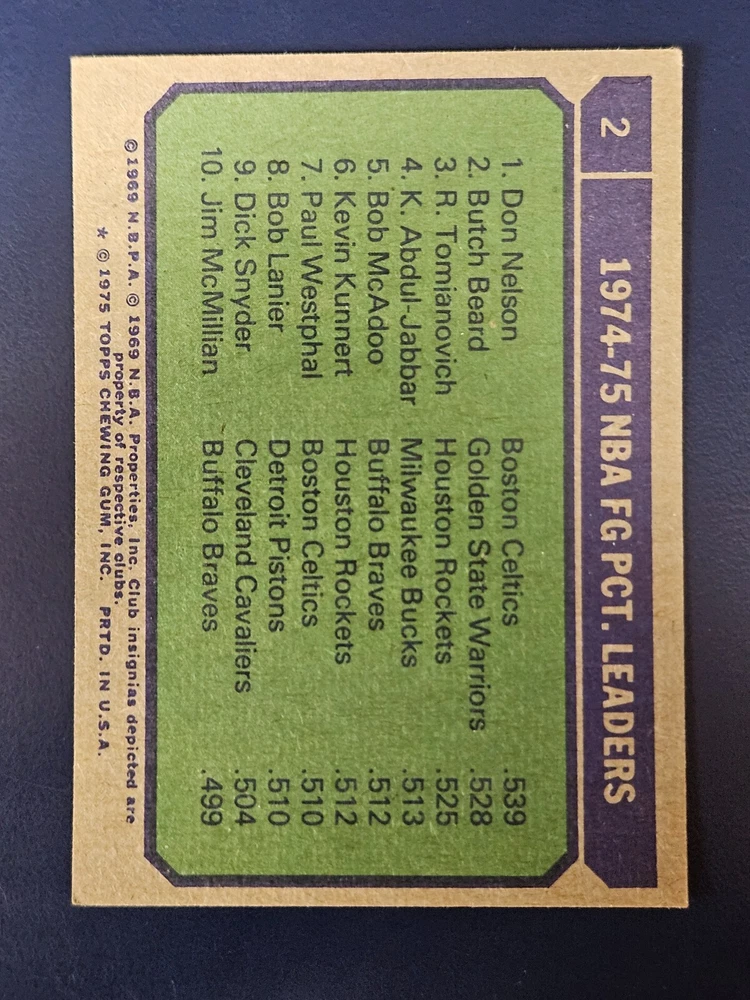 2 1974-75 NBA FG PCT. LEADERS
1. Don Nelson Boston Celtics .539
2. Butch Beard Golden State Warriors .528
3. R. Tomianovich Houston Rockets .525
4. K. Abdul-Jabbar Milwaukee Bucks .513
5. Bob McAdoo Buffalo Braves .512
6. Kevin Kunnert Houston Rockets .512
7. Paul Westphal Boston Celtics .510
8. Bob Lanier Detroit Pistons .510
9. Dick Snyder Cleveland Cavaliers .504
10. Jim McMillian Buffalo Braves .499
© 1969 N.B.P.A. © 1969 N.B.A. Properties, Inc. Club insignias depicted are
property of respective clubs.
* © 1975 TOPPS CHEWING GUM, INC. PRTD. IN U.S.A.